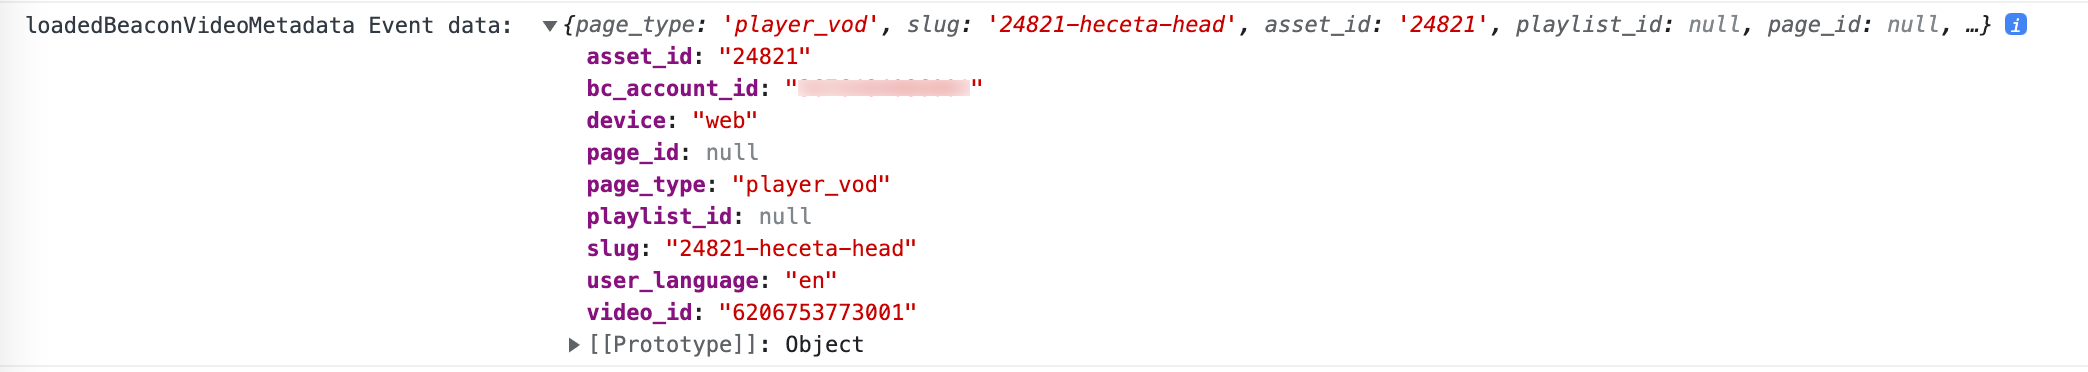 loadedBeaconVideoMetadata Event data: ▼{page_type: 'player_vod', slug: '24821-heceta-head', asset_id: '24821', playlist_id: null, page_id: null, …} i
asset_id: "24821"
bc_account_id: ""
device: "web"
page_id: null
page_type: "player_vod"
playlist_id: null
slug: "24821-heceta-head"
user_language: "en"
video_id: "6206753773001"
▶[[Prototype]]: Object